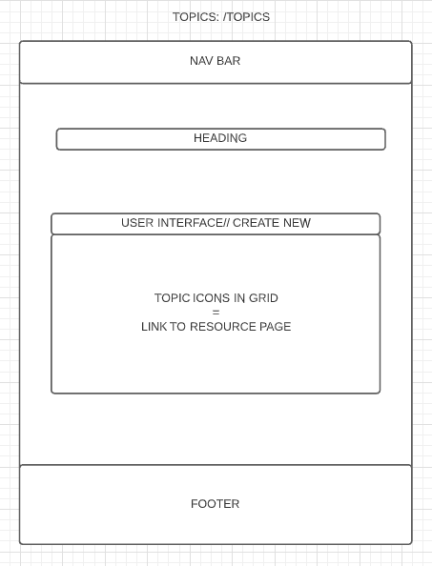 TOPICS: /TOPICS
NAV BAR
HEADING
USER INTERFACE// CREATE NEW
TOPIC ICONS IN GRID
=
LINK TO RESOURCE PAGE
FOOTER